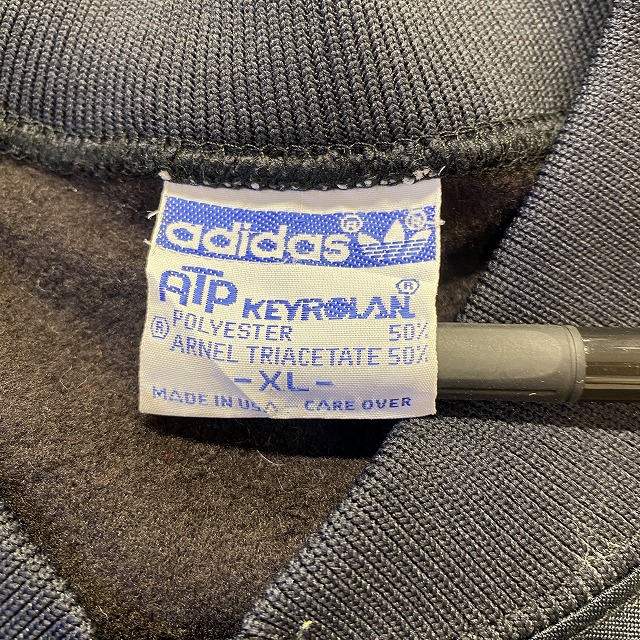 adidas®
ATP KEYROLAN®
POLYESTER 50%
® ARNEL TRIACETATE 50%
-XL-
MADE IN USA CARE OVER